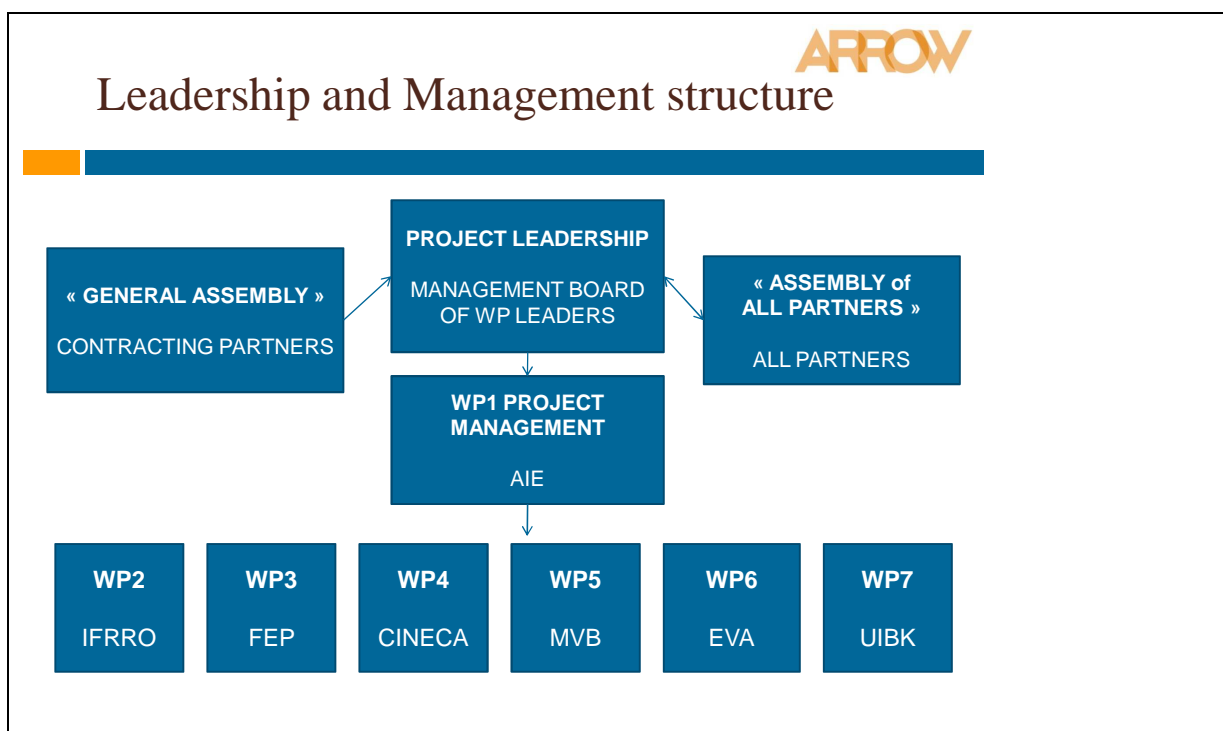 ARROW
Leadership and Management structure
PROJECT LEADERSHIP
MANAGEMENT BOARD
OF WP LEADERS
« GENERAL ASSEMBLY »
CONTRACTING PARTNERS
« ASSEMBLY of
ALL PARTNERS »
ALL PARTNERS
WP1 PROJECT
MANAGEMENT
AIE
WP2
IFRRO
WP3
FEP
WP4
CINECA
WP5
MVB
WP6
EVA
WP7
UIBK